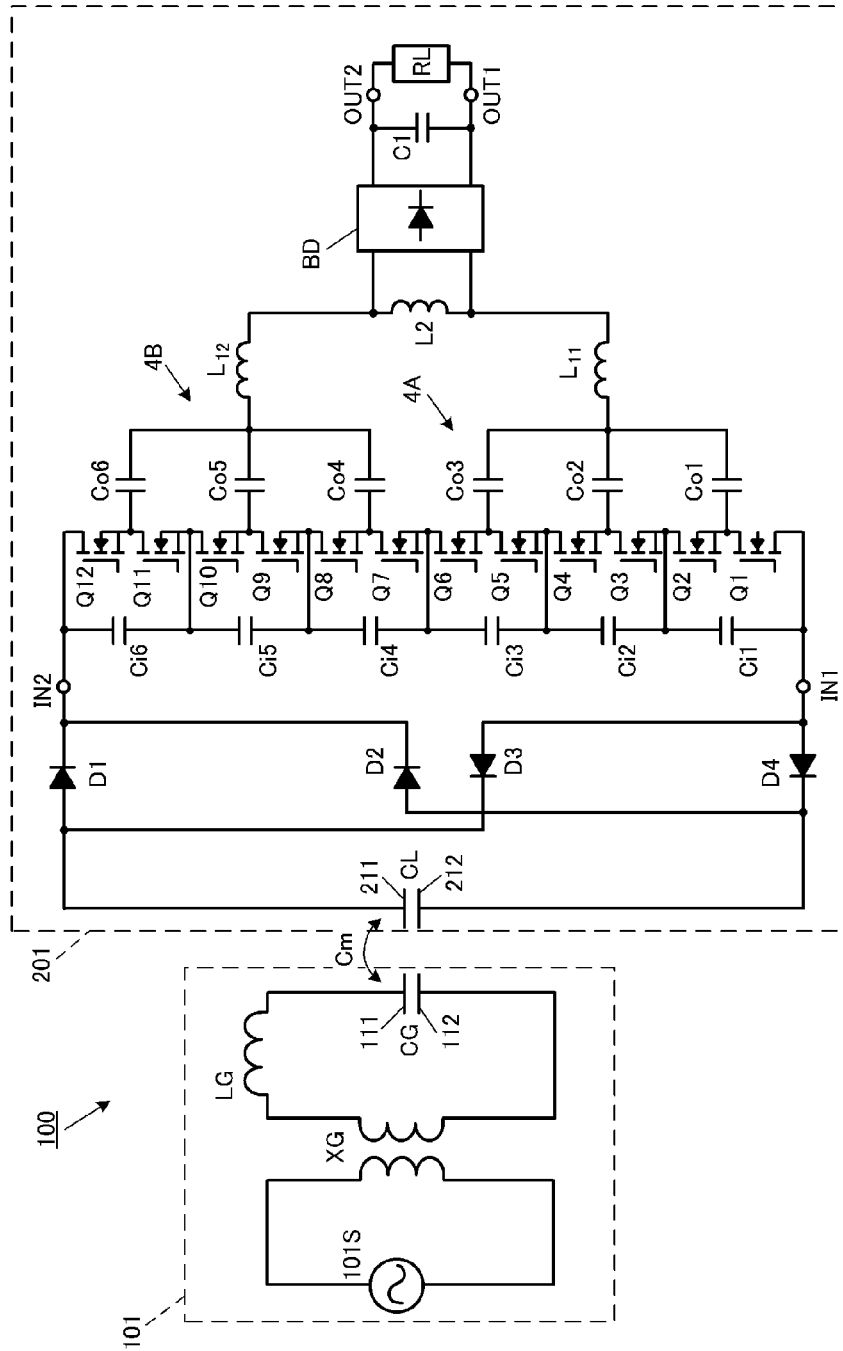 100
101
101S
XG
LG
111
CG
112
Cm
201
211
CL
212
D1
D2
D3
D4
IN2
IN1
Ci6
Ci5
Ci4
Ci3
Ci2
Ci1
Q12
Q11
Q10
Q9
Q8
Q7
Q6
Q5
Q4
Q3
Q2
Q1
Co6
Co5
Co4
Co3
Co2
Co1
4B
4A
L12
L2
L11
BD
C1
OUT2
OUT1
RL